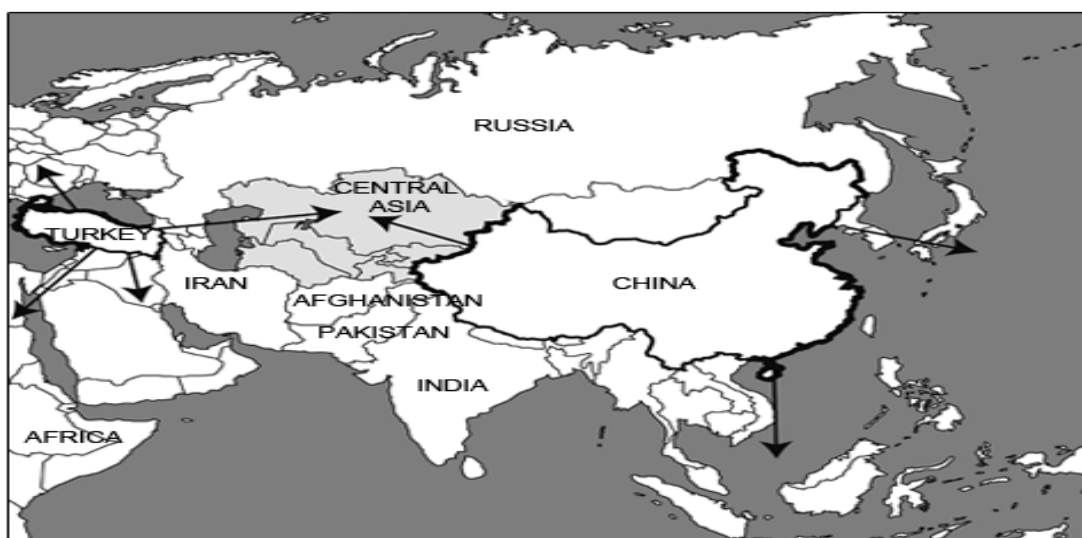 RUSSIA
CENTRAL
ASIA
TURKEY
IRAN
CHINA
AFGHANISTAN
PAKISTAN
INDIA
AFRICA